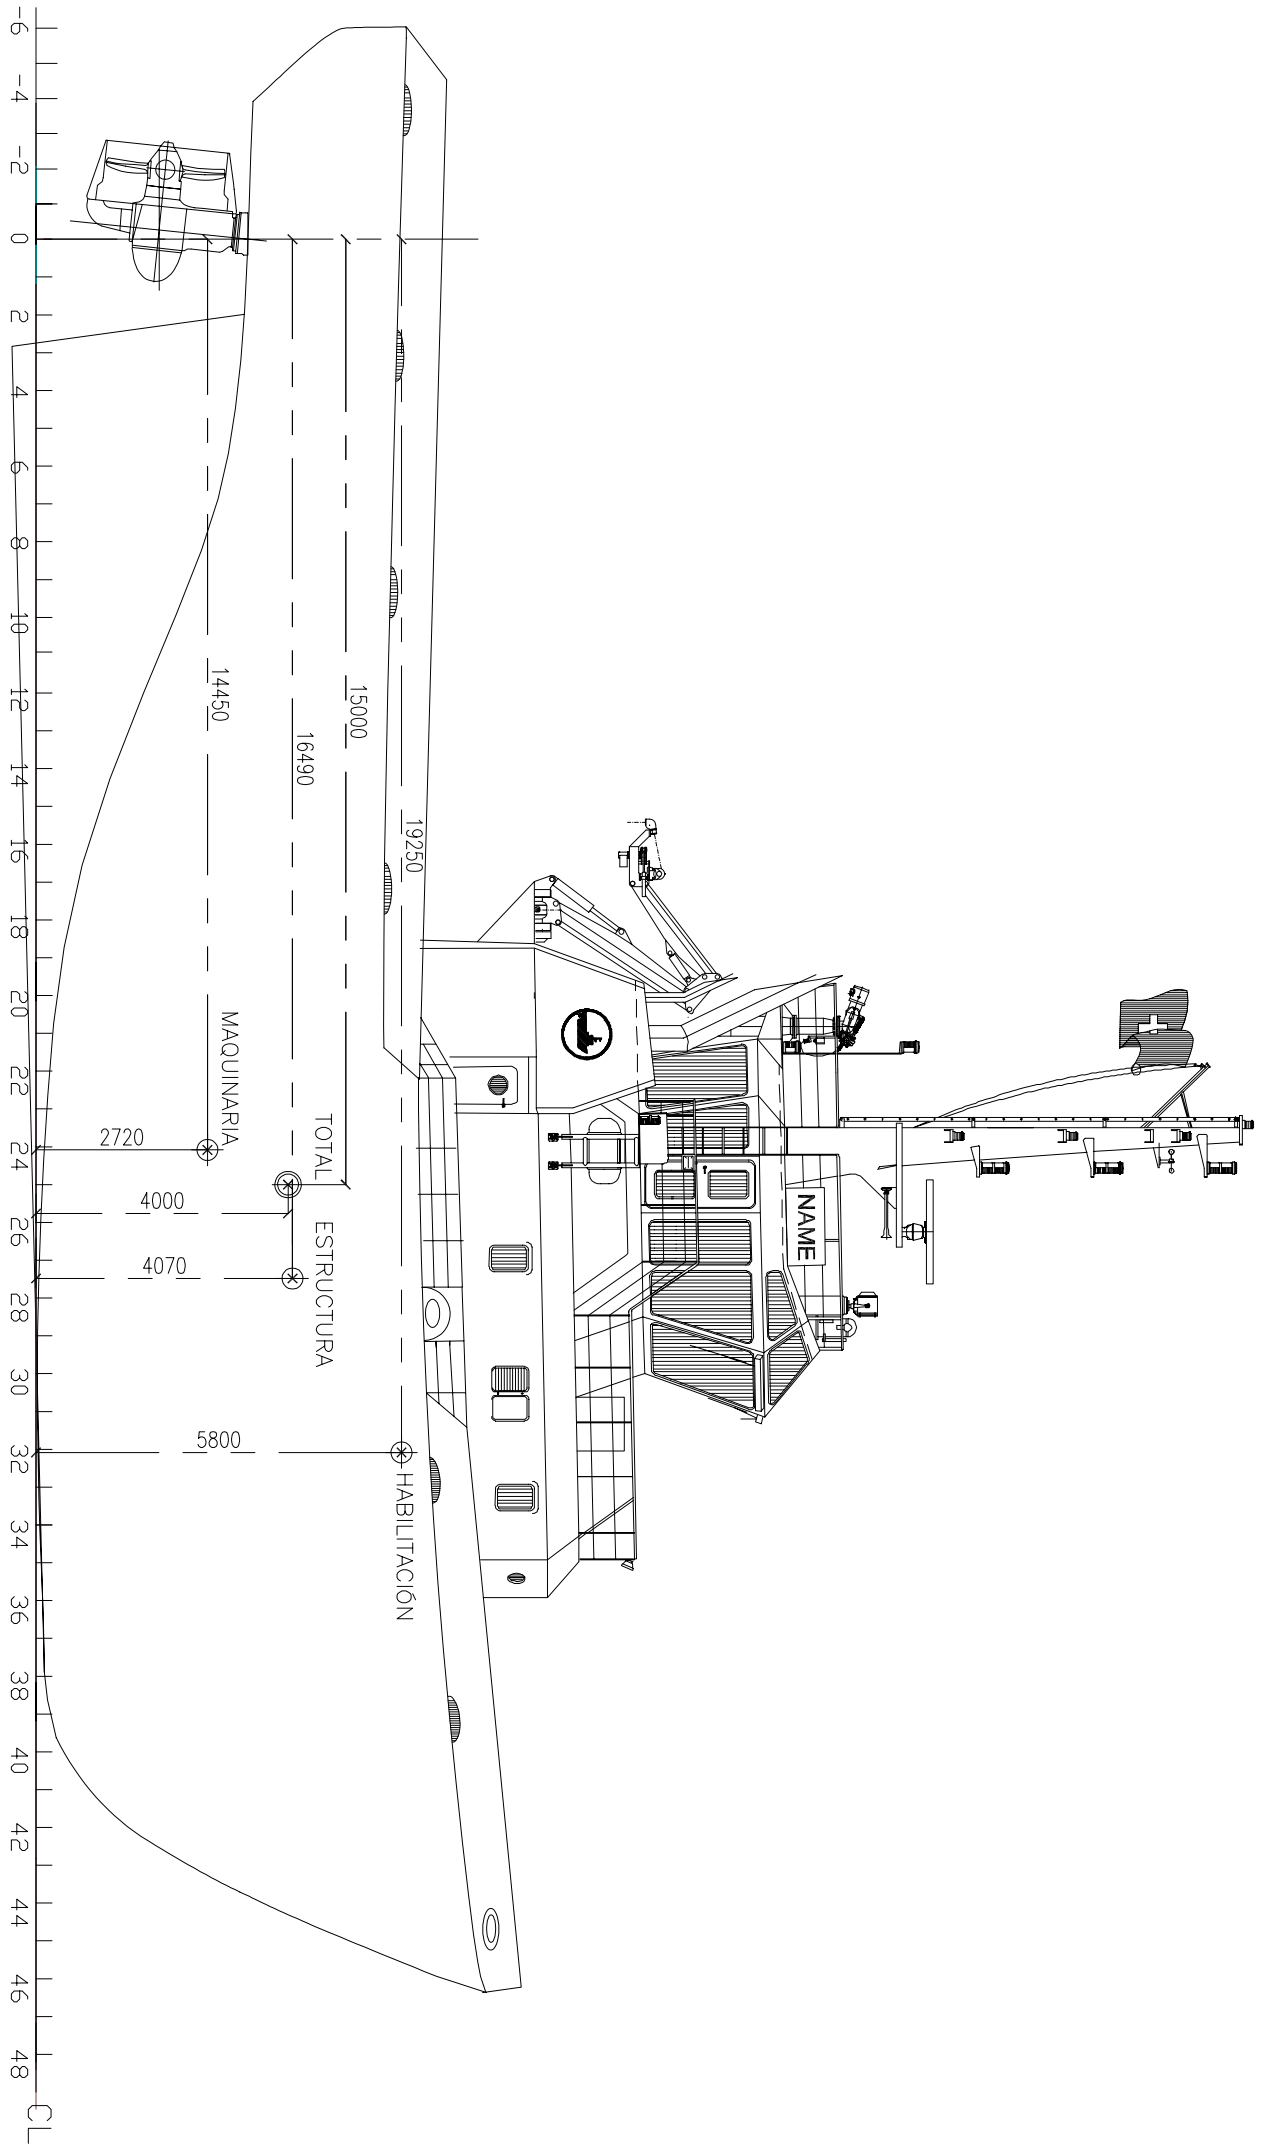 NAME
19250
15000
16490
14450
TOTAL
ESTRUCTURA
MAQUINARIA
HABILITACIÓN
2720
4000
4070
5800
-6 -4 -2 0 2 4 6 8 10 12 14 16 18 20 22 24 26 28 30 32 34 36 38 40 42 44 46 48 CL